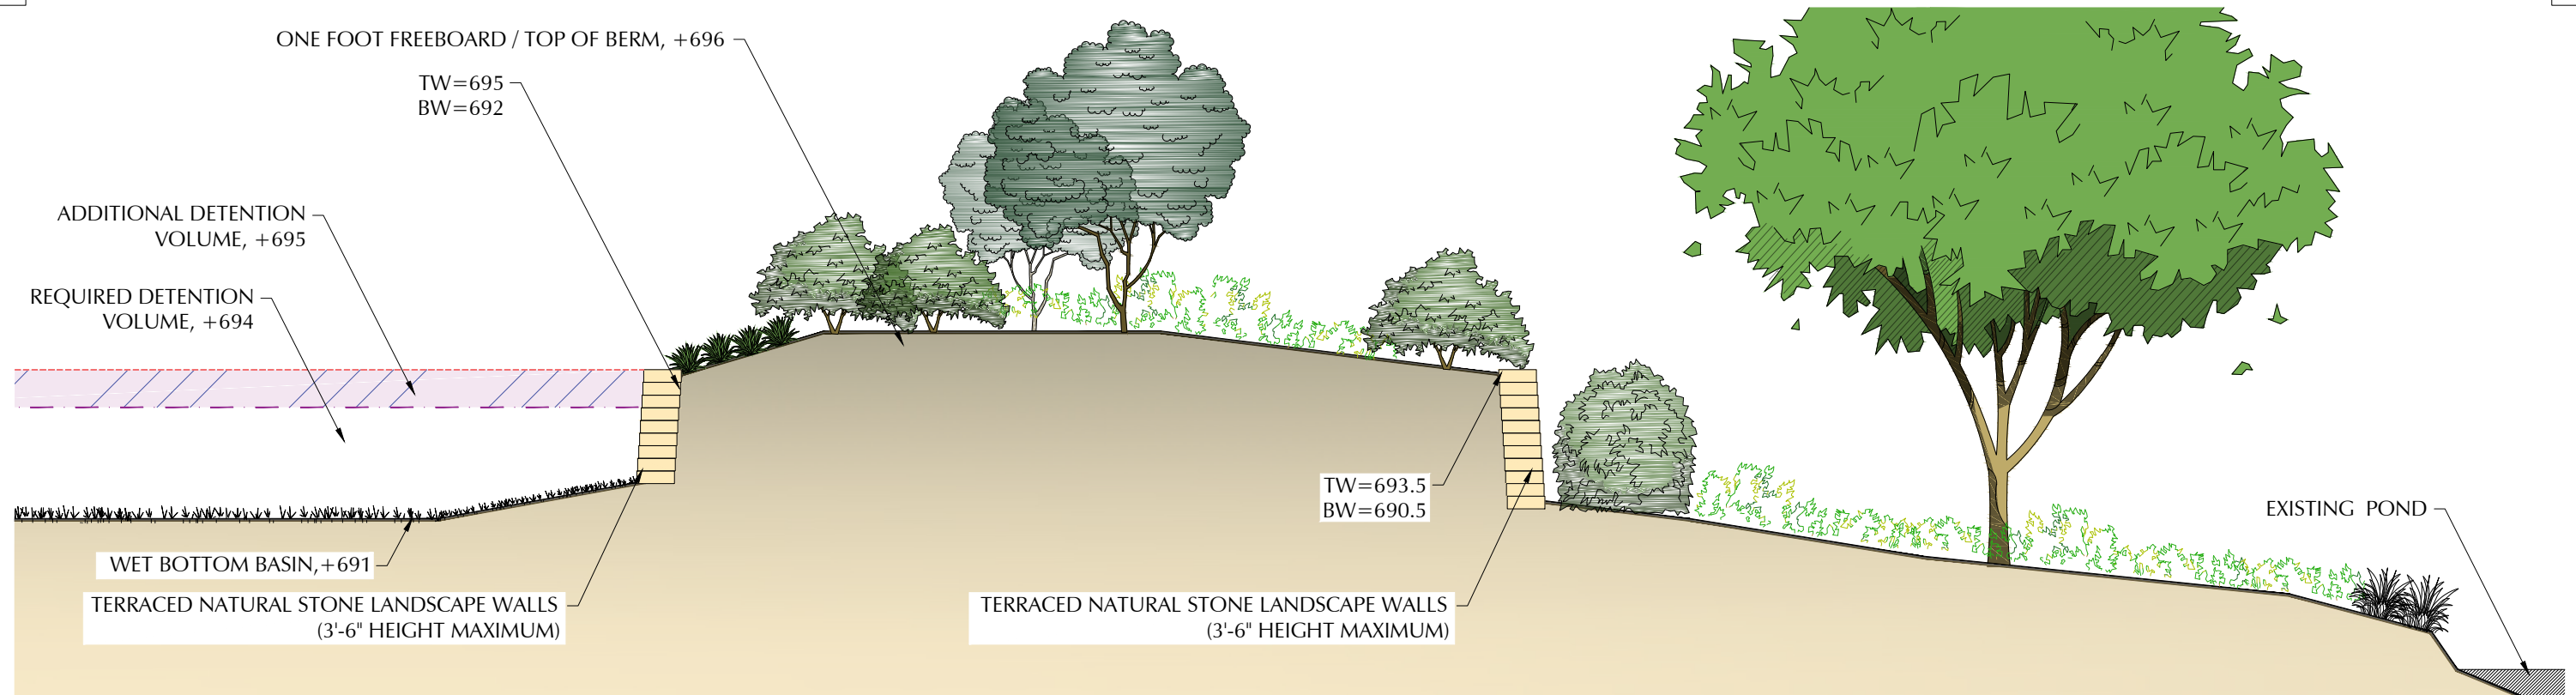 ONE FOOT FREEBOARD / TOP OF BERM, +696
TW=695
BW=692
ADDITIONAL DETENTION
VOLUME, +695
REQUIRED DETENTION
VOLUME, +694
WET BOTTOM BASIN,+691
TERRACED NATURAL STONE LANDSCAPE WALLS
(3'-6" HEIGHT MAXIMUM)
TW=693.5
BW=690.5
TERRACED NATURAL STONE LANDSCAPE WALLS
(3'-6" HEIGHT MAXIMUM)
EXISTING POND